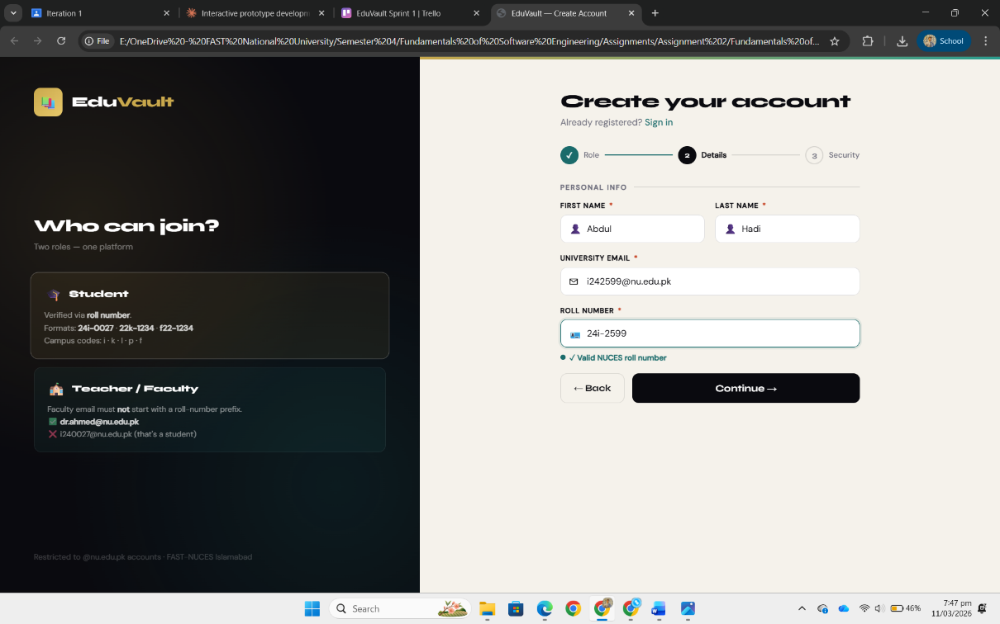 Iteration 1
Interactive prototype developm
EduVault Sprint 1 | Trello
EduVault — Create Account
File
E:/OneDrive%20-%20FAST%20National%20University/Semester%204/Fundamentals%20of%20Software%20Engineering/Assignments/Assignment%202/Fundamentals%20of...
School
EduVault
Who can join?
Two roles — one platform
Student
Verified via roll number.
Formats: 24i-0027 · 22k-1234 · f22-1234
Campus codes: i · k · l · p · f
Teacher / Faculty
Faculty email must not start with a roll-number prefix.
✅ dr.ahmed@nu.edu.pk
❌ i240027@nu.edu.pk (that's a student)
Restricted to @nu.edu.pk accounts · FAST-NUCES Islamabad
Create your account
Already registered? Sign in
✓ Role 2 Details 3 Security
PERSONAL INFO
FIRST NAME * LAST NAME *
Abdul Hadi
UNIVERSITY EMAIL *
i242599@nu.edu.pk
ROLL NUMBER *
24i-2599
✓ Valid NUCES roll number
← Back Continue →
Search
46%
7:47 pm
11/03/2026